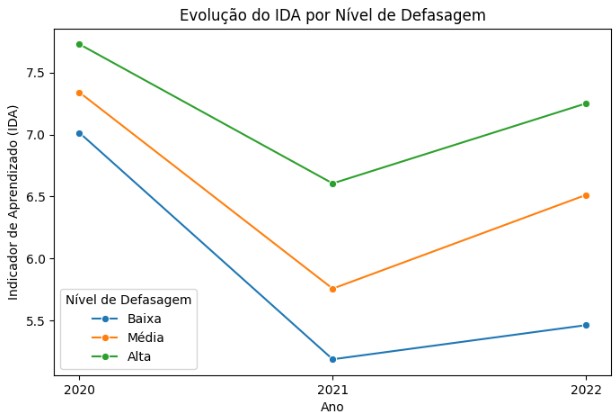 Evolução do IDA por Nível de Defasagem
Indicador de Aprendizado (IDA)
7.5
7.0
6.5
6.0
5.5
Nível de Defasagem
Baixa
Média
Alta
2020
2021
2022
Ano